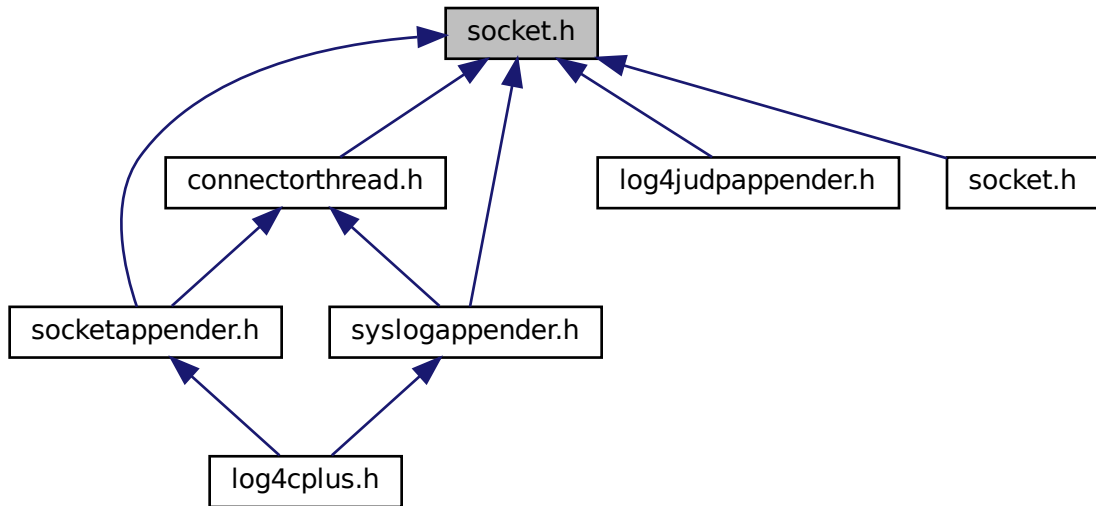 socket.h
connectorthread.h
log4judpappender.h
socket.h
socketappender.h
syslogappender.h
log4cplus.h